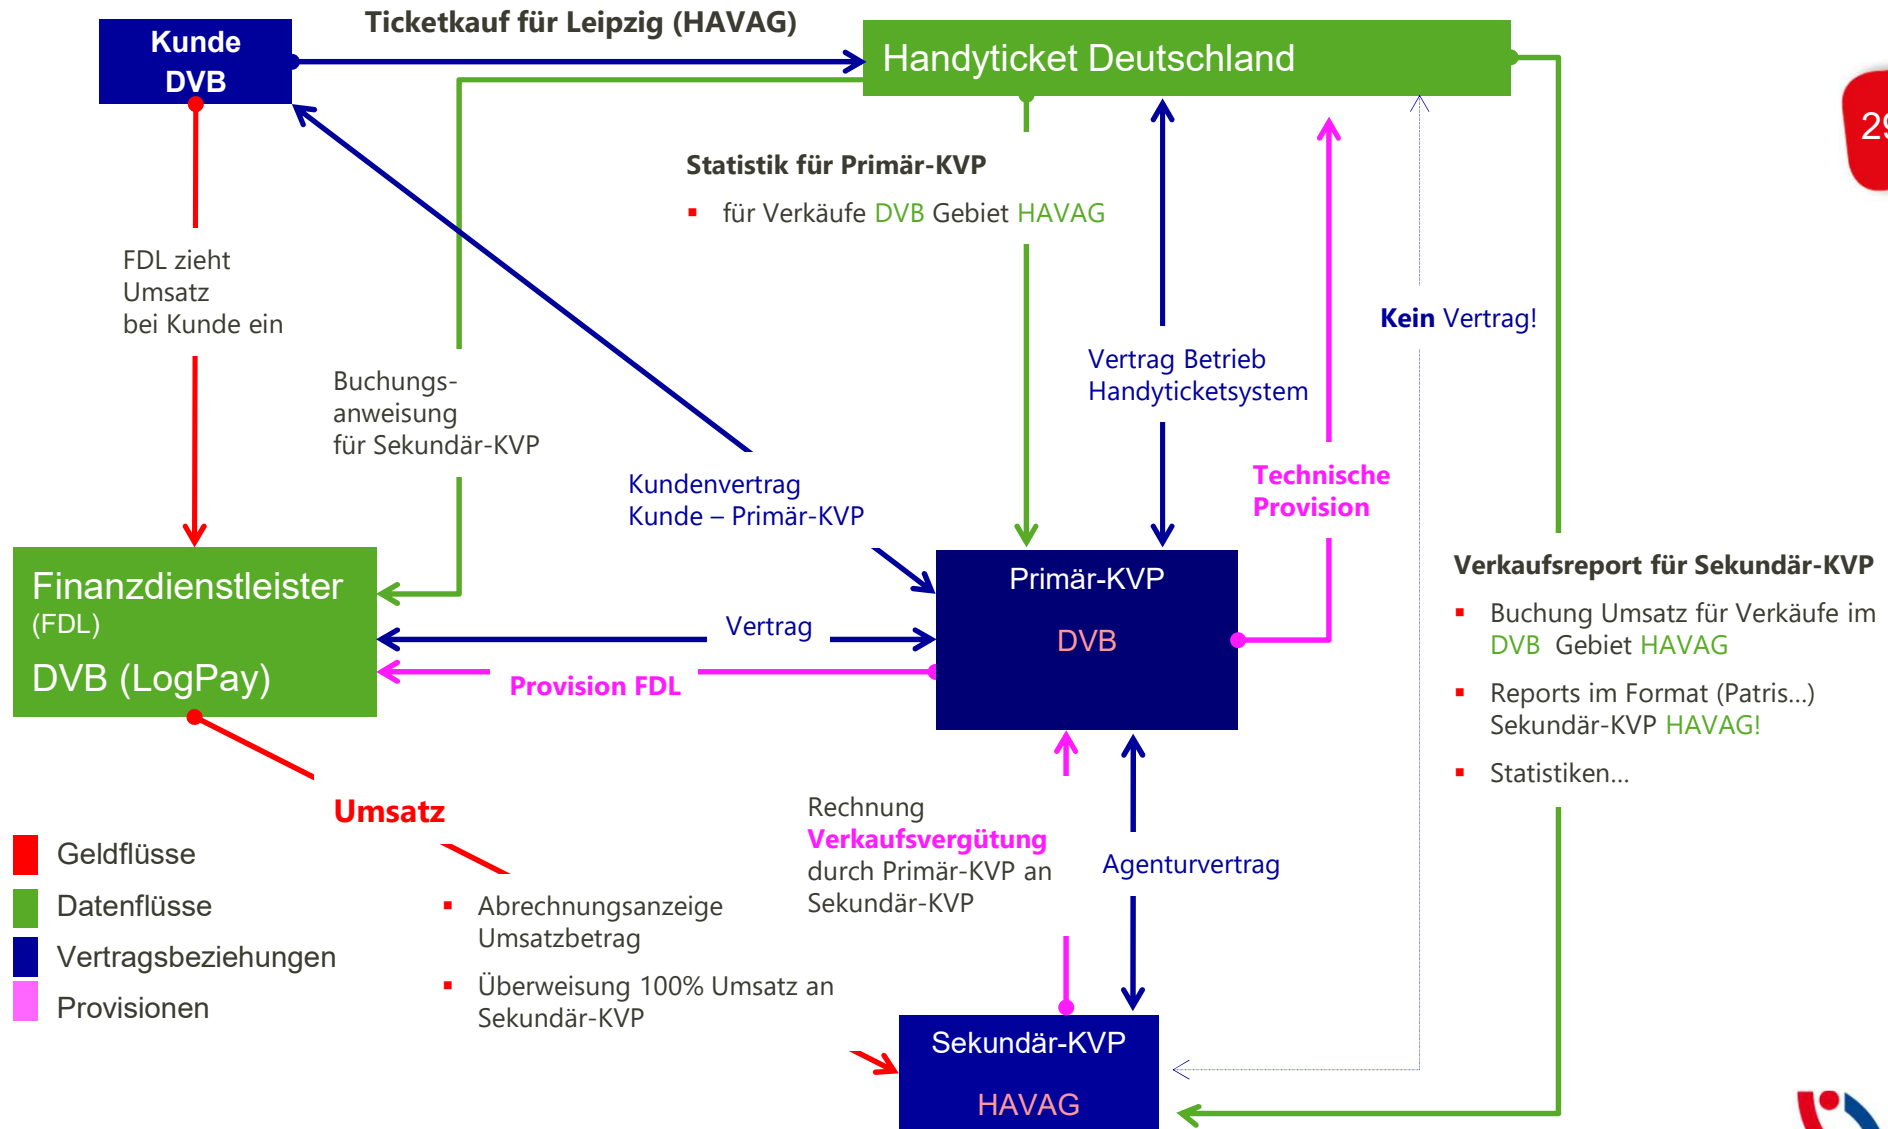 Ticketkauf für Leipzig (HAVAG)
Kunde
DVB
Handyticket Deutschland
29
Statistik für Primär-KVP
▪ für Verkäufe DVB Gebiet HAVAG
FDL zieht
Umsatz
bei Kunde ein
Kein Vertrag!
Vertrag Betrieb
Handyticketsystem
Buchungs-
anweisung
für Sekundär-KVP
Technische
Provision
Kundenvertrag
Kunde – Primär-KVP
Finanzdienstleister
(FDL)
DVB (LogPay)
Primär-KVP
DVB
Vertrag
Provision FDL
Verkaufsreport für Sekundär-KVP
▪ Buchung Umsatz für Verkäufe im
DVB Gebiet HAVAG
▪ Reports im Format (Patris...)
Sekundär-KVP HAVAG!
▪ Statistiken...
Umsatz
Rechnung
Verkaufsvergütung
durch Primär-KVP an
Sekundär-KVP
Agenturvertrag
Geldflüsse
Datenflüsse
Vertragsbeziehungen
Provisionen
▪ Abrechnungsanzeige
Umsatzbetrag
▪ Überweisung 100% Umsatz an
Sekundär-KVP
Sekundär-KVP
HAVAG